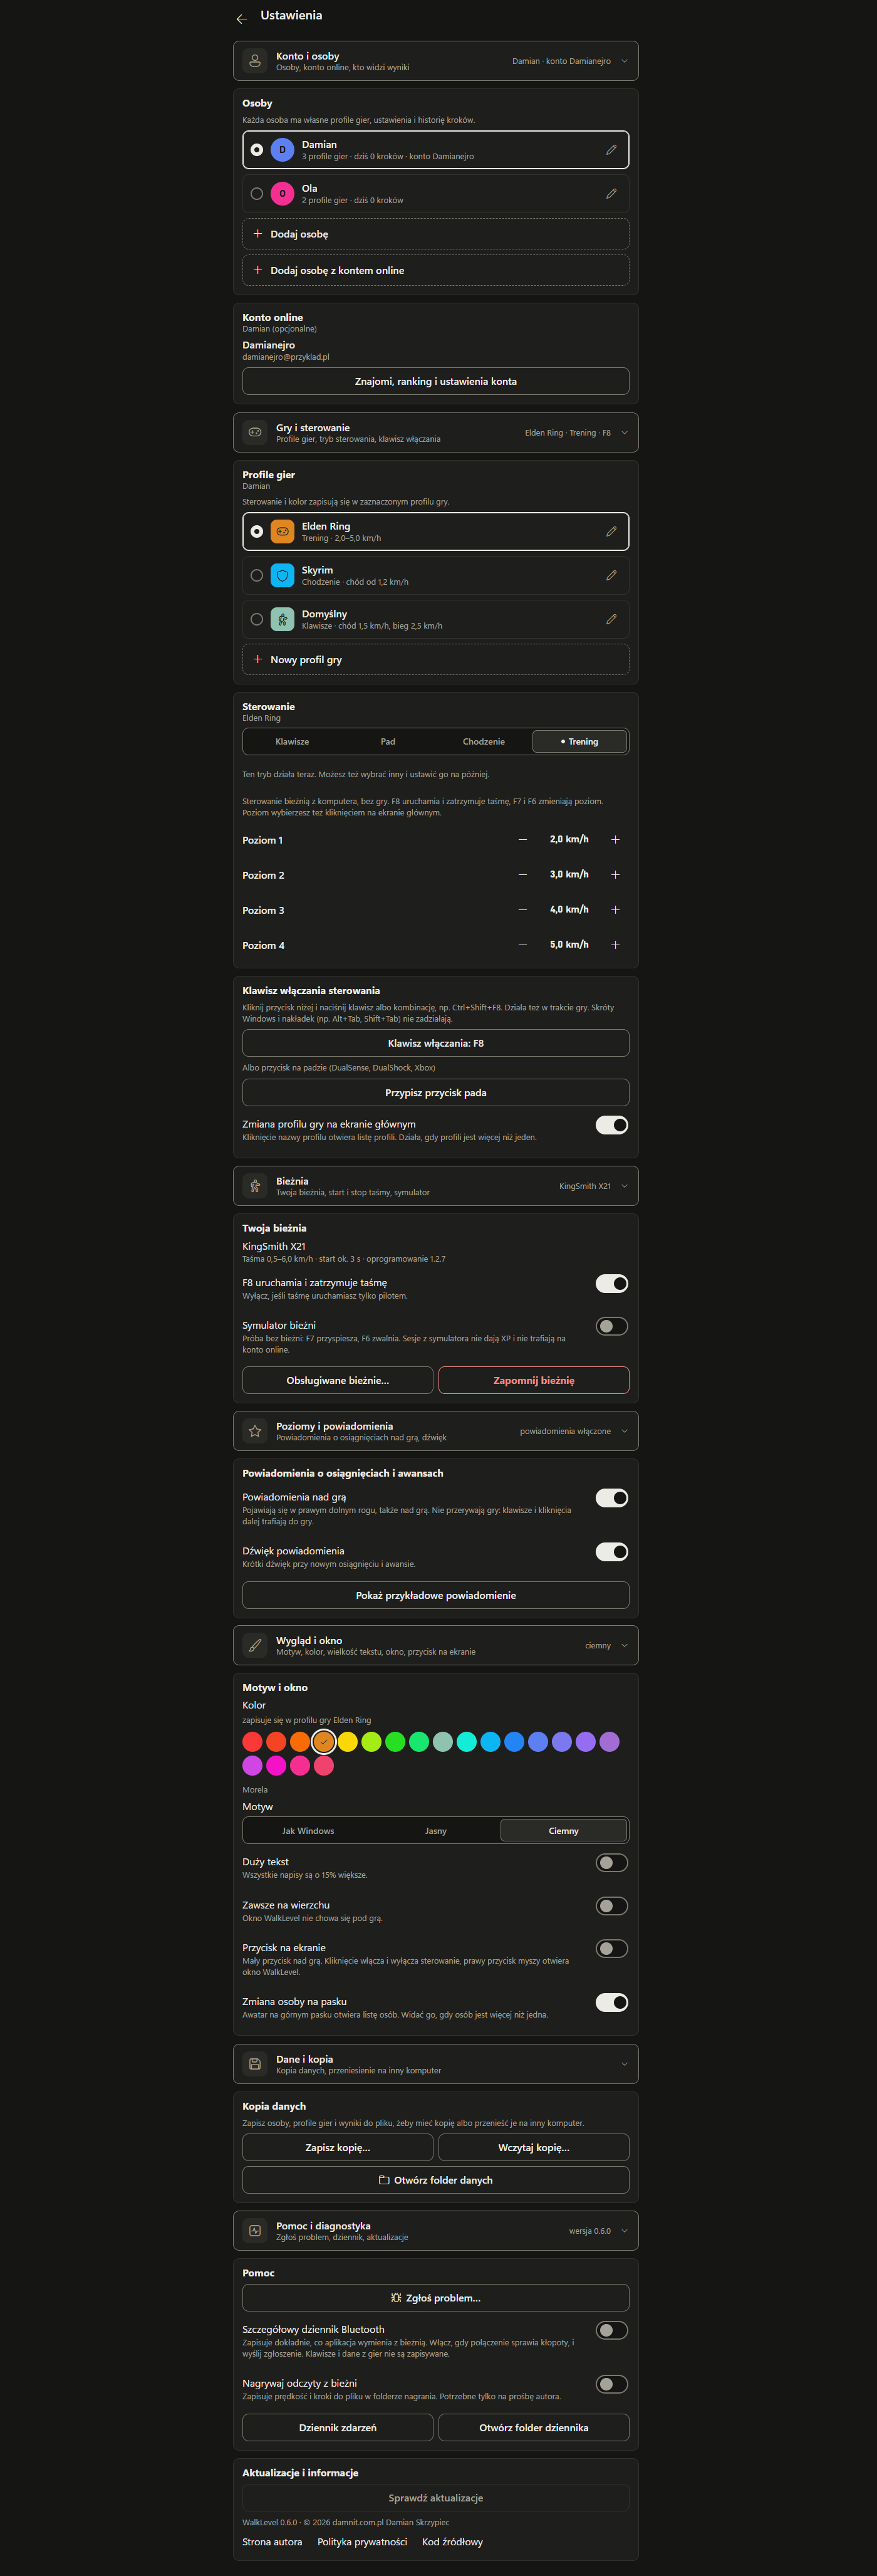 Ustawienia
Konto i osoby
Osoby, konto online, kto widzi wyniki
Damian · konto Damianejro
Osoby
Każda osoba ma własne profile gier, ustawienia i historię kroków.
D
Damian
3 profile gier · dziś 0 kroków · konto Damianejro
O
Ola
2 profile gier · dziś 0 kroków
Dodaj osobę
Dodaj osobę z kontem online
Konto online
Damian (opcjonalne)
Damianejro
damianejro@przyklad.pl
Znajomi, ranking i ustawienia konta
Gry i sterowanie
Profile gier, tryb sterowania, klawisz włączania
Elden Ring · Trening · F8
Profile gier
Damian
Sterowanie i kolor zapisują się w zaznaczonym profilu gry.
Elden Ring
Trening · 2,0–5,0 km/h
Skyrim
Chodzenie · chód od 1,2 km/h
Domyślny
Klawisze · chód 1,5 km/h, bieg 2,5 km/h
Nowy profil gry
Sterowanie
Elden Ring
Klawisze
Pad
Chodzenie
• Trening
Ten tryb działa teraz. Możesz też wybrać inny i ustawić go na później.
Sterowanie bieżnią z komputera, bez gry. F8 uruchamia i zatrzymuje taśmę, F7 i F6 zmieniają poziom.
Poziom wybierzesz też kliknięciem na ekranie głównym.
Poziom 1
2,0 km/h
Poziom 2
3,0 km/h
Poziom 3
4,0 km/h
Poziom 4
5,0 km/h
Klawisz włączania sterowania
Kliknij przycisk niżej i naciśnij klawisz albo kombinację, np. Ctrl+Shift+F8. Działa też w trakcie gry. Skróty
Windows i nakładek (np. Alt+Tab, Shift+Tab) nie zadziałają.
Klawisz włączania: F8
Albo przycisk na padzie (DualSense, DualShock, Xbox)
Przypisz przycisk pada
Zmiana profilu gry na ekranie głównym
Kliknięcie nazwy profilu otwiera listę profili. Działa, gdy profili jest więcej niż jeden.
Bieżnia
Twoja bieżnia, start i stop taśmy, symulator
KingSmith X21
Twoja bieżnia
KingSmith X21
Taśma 0,5–6,0 km/h · start ok. 3 s · oprogramowanie 1.2.7
F8 uruchamia i zatrzymuje taśmę
Wyłącz, jeśli taśmę uruchamiasz tylko pilotem.
Symulator bieżni
Próba bez bieżni: F7 przyspiesza, F6 zwalnia. Sesje z symulatora nie dają XP i nie trafiają na
konto online.
Obsługiwane bieżnie...
Zapomnij bieżnię
Poziomy i powiadomienia
Powiadomienia o osiągnięciach nad grą, dźwięk
powiadomienia włączone
Powiadomienia o osiągnięciach i awansach
Powiadomienia nad grą
Pojawiają się w prawym dolnym rogu, także nad grą. Nie przerywają gry: klawisze i kliknięcia
dalej trafiają do gry.
Dźwięk powiadomienia
Krótki dźwięk przy nowym osiągnięciu i awansie.
Pokaż przykładowe powiadomienie
Wygląd i okno
Motyw, kolor, wielkość tekstu, okno, przycisk na ekranie
ciemny
Motyw i okno
Kolor
zapisuje się w profilu gry Elden Ring
Morela
Motyw
Jak Windows
Jasny
Ciemny
Duży tekst
Wszystkie napisy są o 15% większe.
Zawsze na wierzchu
Okno WalkLevel nie chowa się pod grą.
Przycisk na ekranie
Mały przycisk nad grą. Kliknięcie włącza i wyłącza sterowanie, prawy przycisk myszy otwiera
okno WalkLevel.
Zmiana osoby na pasku
Awatar na górnym pasku otwiera listę osób. Widać go, gdy osób jest więcej niż jedna.
Dane i kopia
Kopia danych, przeniesienie na inny komputer
Kopia danych
Zapisz osoby, profile gier i wyniki do pliku, żeby mieć kopię albo przenieść je na inny komputer.
Zapisz kopię...
Wczytaj kopię...
Otwórz folder danych
Pomoc i diagnostyka
Zgłoś problem, dziennik, aktualizacje
wersja 0.6.0
Pomoc
Zgłoś problem...
Szczegółowy dziennik Bluetooth
Zapisuje dokładnie, co aplikacja wymienia z bieżnią. Włącz, gdy połączenie sprawia kłopoty, i
wyślij zgłoszenie. Klawisze i dane z gier nie są zapisywane.
Nagrywaj odczyty z bieżni
Zapisuje prędkość i kroki do pliku w folderze nagrania. Potrzebne tylko na prośbę autora.
Dziennik zdarzeń
Otwórz folder dziennika
Aktualizacje i informacje
Sprawdź aktualizacje
WalkLevel 0.6.0 · © 2026 damnit.com.pl Damian Skrzypiec
Strona autora
Polityka prywatności
Kod źródłowy